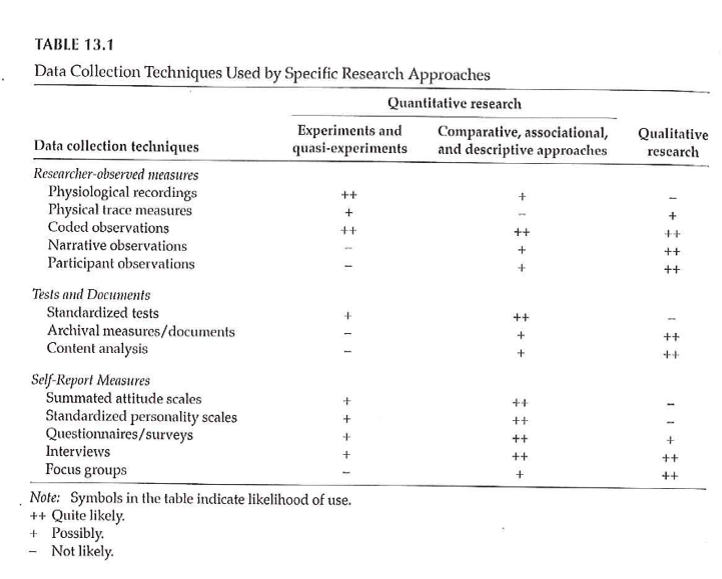 TABLE 13.1
Data Collection Techniques Used by Specific Research Approaches
Quantitative research
Data collection techniques Experiments and quasi-experiments Comparative, associational, and descriptive approaches Qualitative research
Researcher-observed measures
Physiological recordings ++ + –
Physical trace measures + – +
Coded observations ++ ++ ++
Narrative observations – + ++
Participant observations – + ++
Tests and Documents
Standardized tests + ++ –
Archival measures/documents – + ++
Content analysis – + ++
Self-Report Measures
Summated attitude scales + ++ –
Standardized personality scales + ++ –
Questionnaires/surveys + ++ +
Interviews + ++ ++
Focus groups – + ++
Note: Symbols in the table indicate likelihood of use.
++ Quite likely.
+ Possibly.
– Not likely.